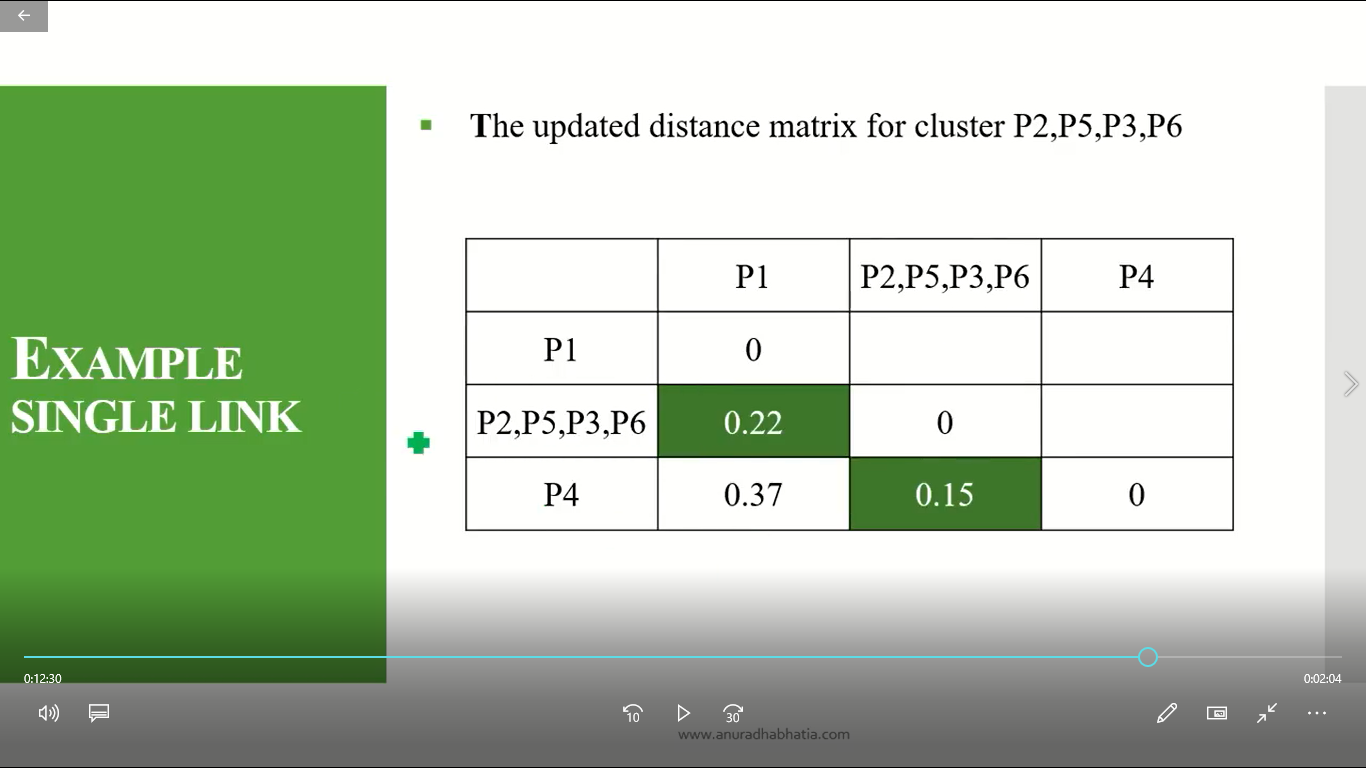 The updated distance matrix for cluster P2,P5,P3,P6
EXAMPLE
SINGLE LINK
P1 P2,P5,P3,P6 P4
P1 0
P2,P5,P3,P6 0.22 0
P4 0.37 0.15 0
0:12:30 0:02:04
10 30
www.anuradhabhatia.com